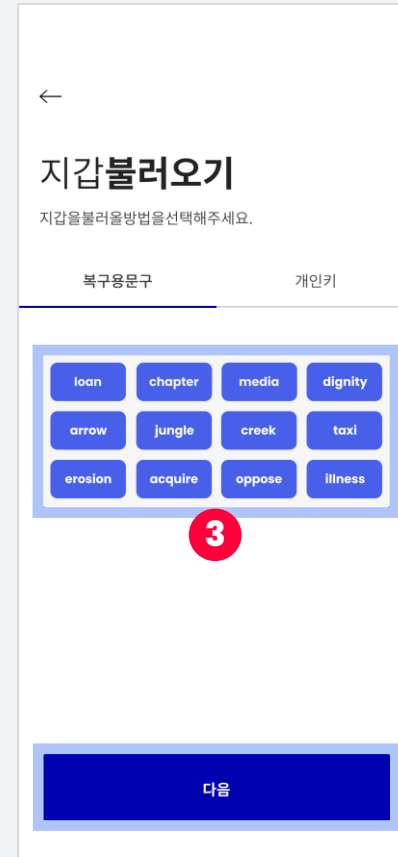 지갑불러오기
지갑을불러올방법을선택해주세요.
복구용문구 개인키
loan chapter media dignity
arrow jungle creek taxi
erosion acquire oppose illness
3
다음